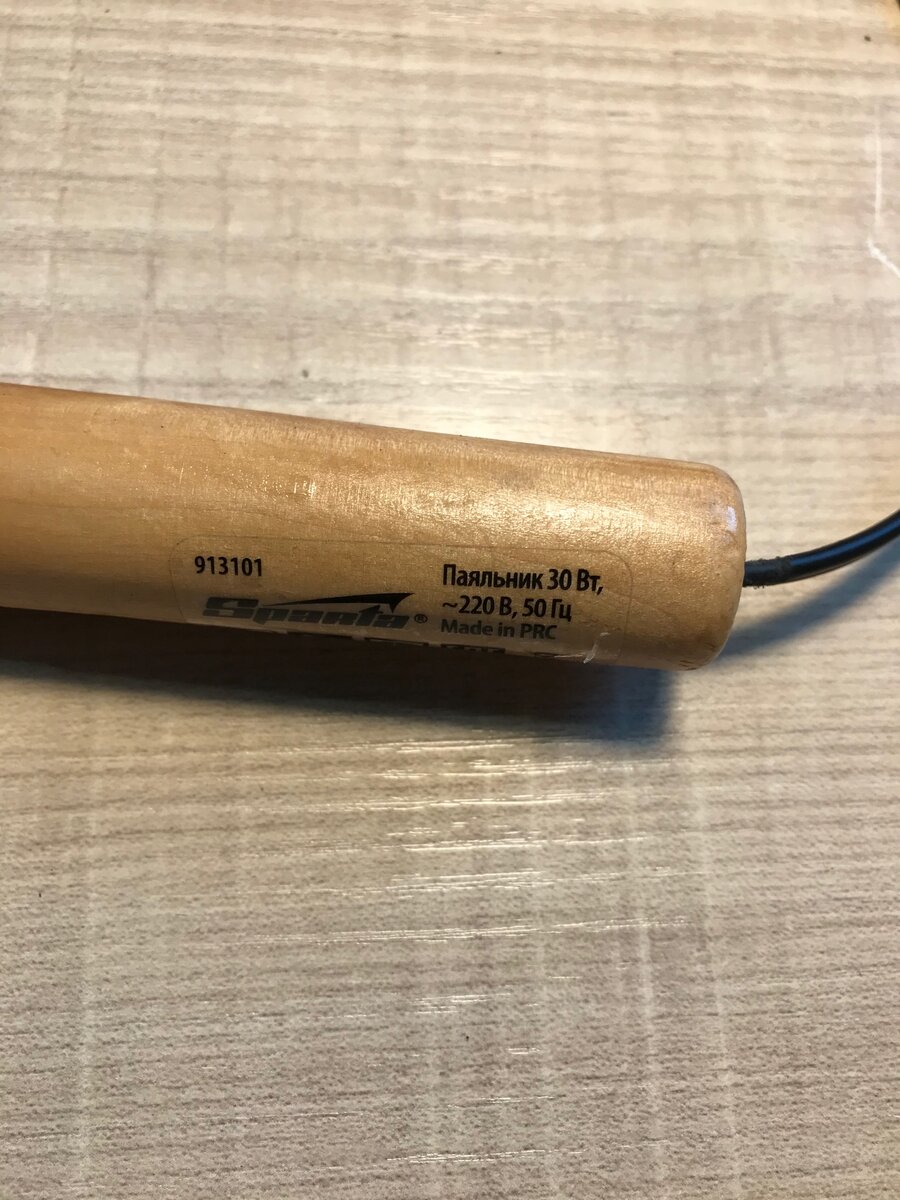 913101
Sparta®
Паяльник 30 Вт,
~220 В, 50 Гц
Made in PRC